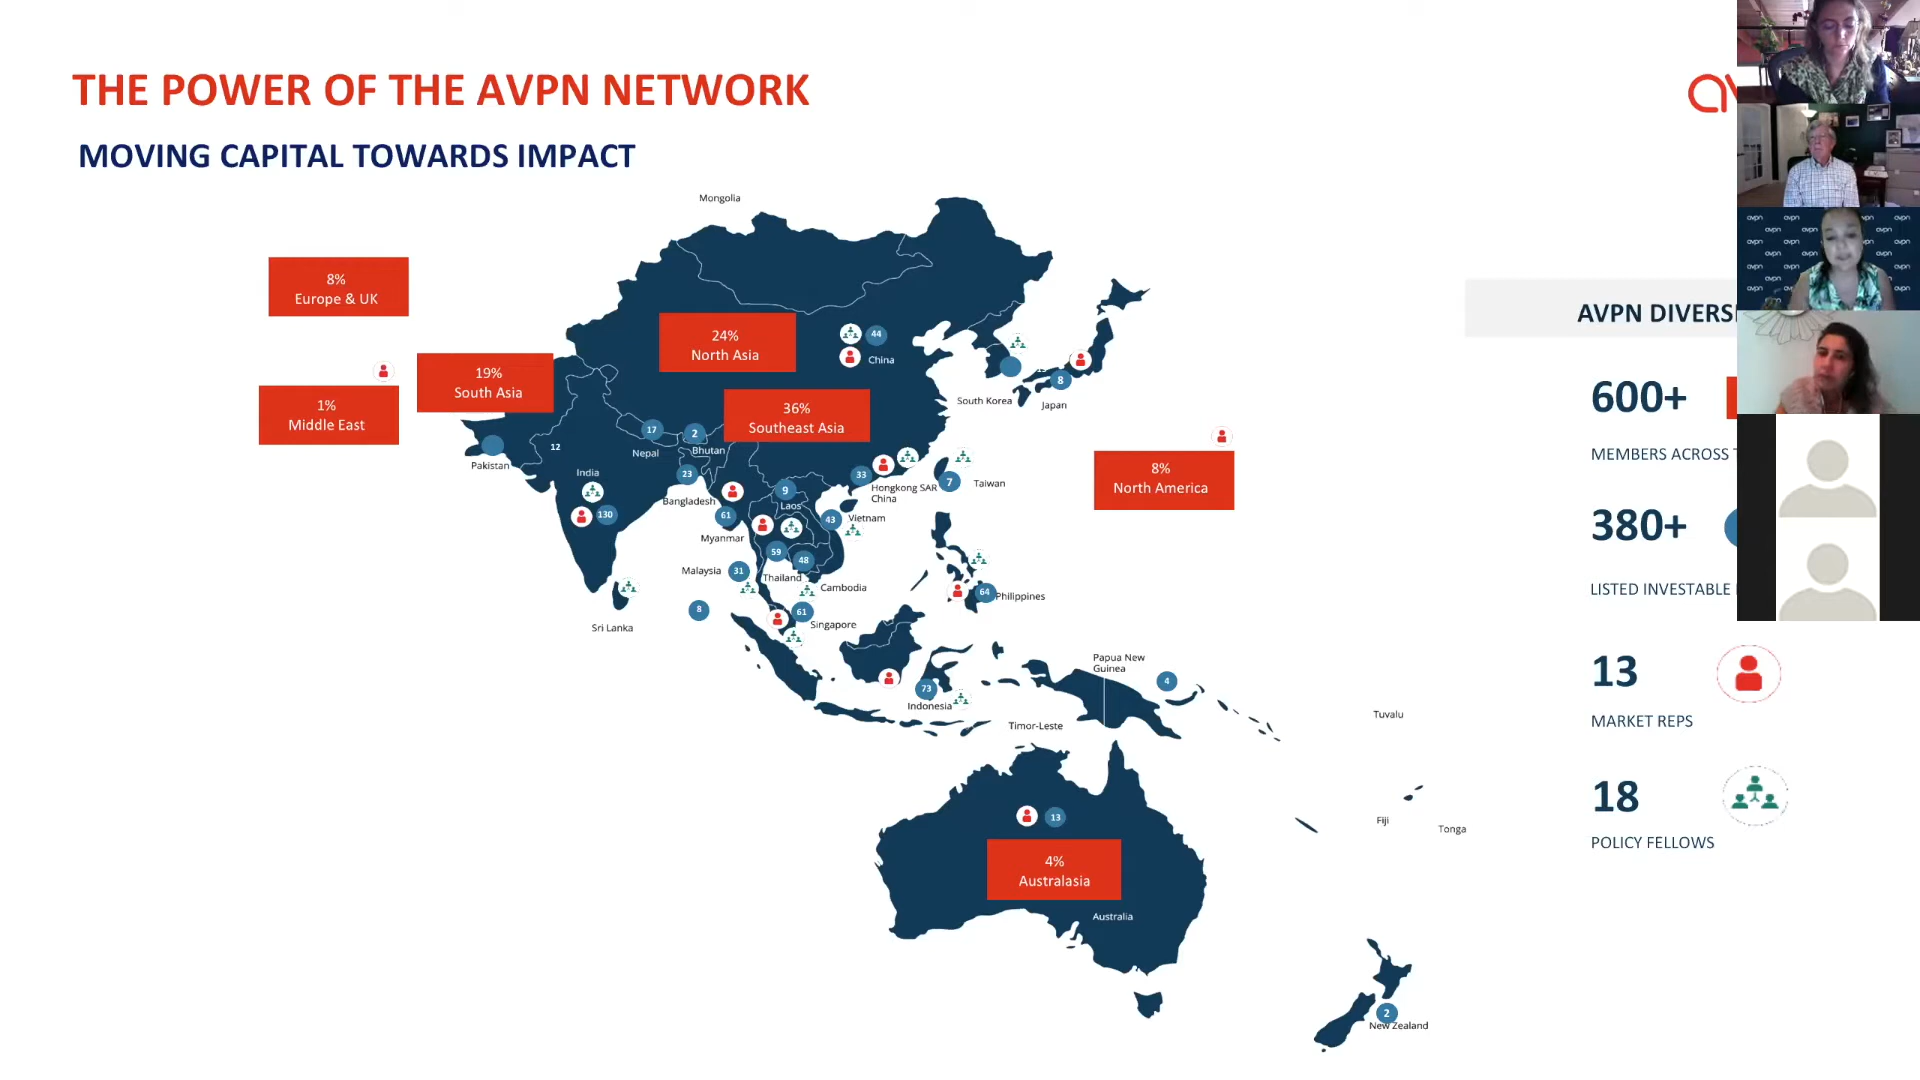 THE POWER OF THE AVPN NETWORK
MOVING CAPITAL TOWARDS IMPACT
Mongolia
8%
Europe & UK
24%
North Asia
44
China
19%
South Asia
1%
Middle East
36%
Southeast Asia
8
South Korea
Japan
17
2
Nepal
Bhutan
12
Pakistan
India
130
23
Bangladesh
9
Laos
33
Hongkong SAR
China
7
Taiwan
8%
North America
61
Myanmar
43
Vietnam
59
48
Malaysia
31
Thailand
Cambodia
64
Philippines
8
61
Singapore
Sri Lanka
73
Indonesia
Papua New
Guinea
4
Timor-Leste
Tuvalu
Fiji
Tonga
13
4%
Australasia
Australia
2
New Zealand
AVPN DIVERS
600+
MEMBERS ACROSS
380+
LISTED INVESTABLE
13
MARKET REPS
18
POLICY FELLOWS